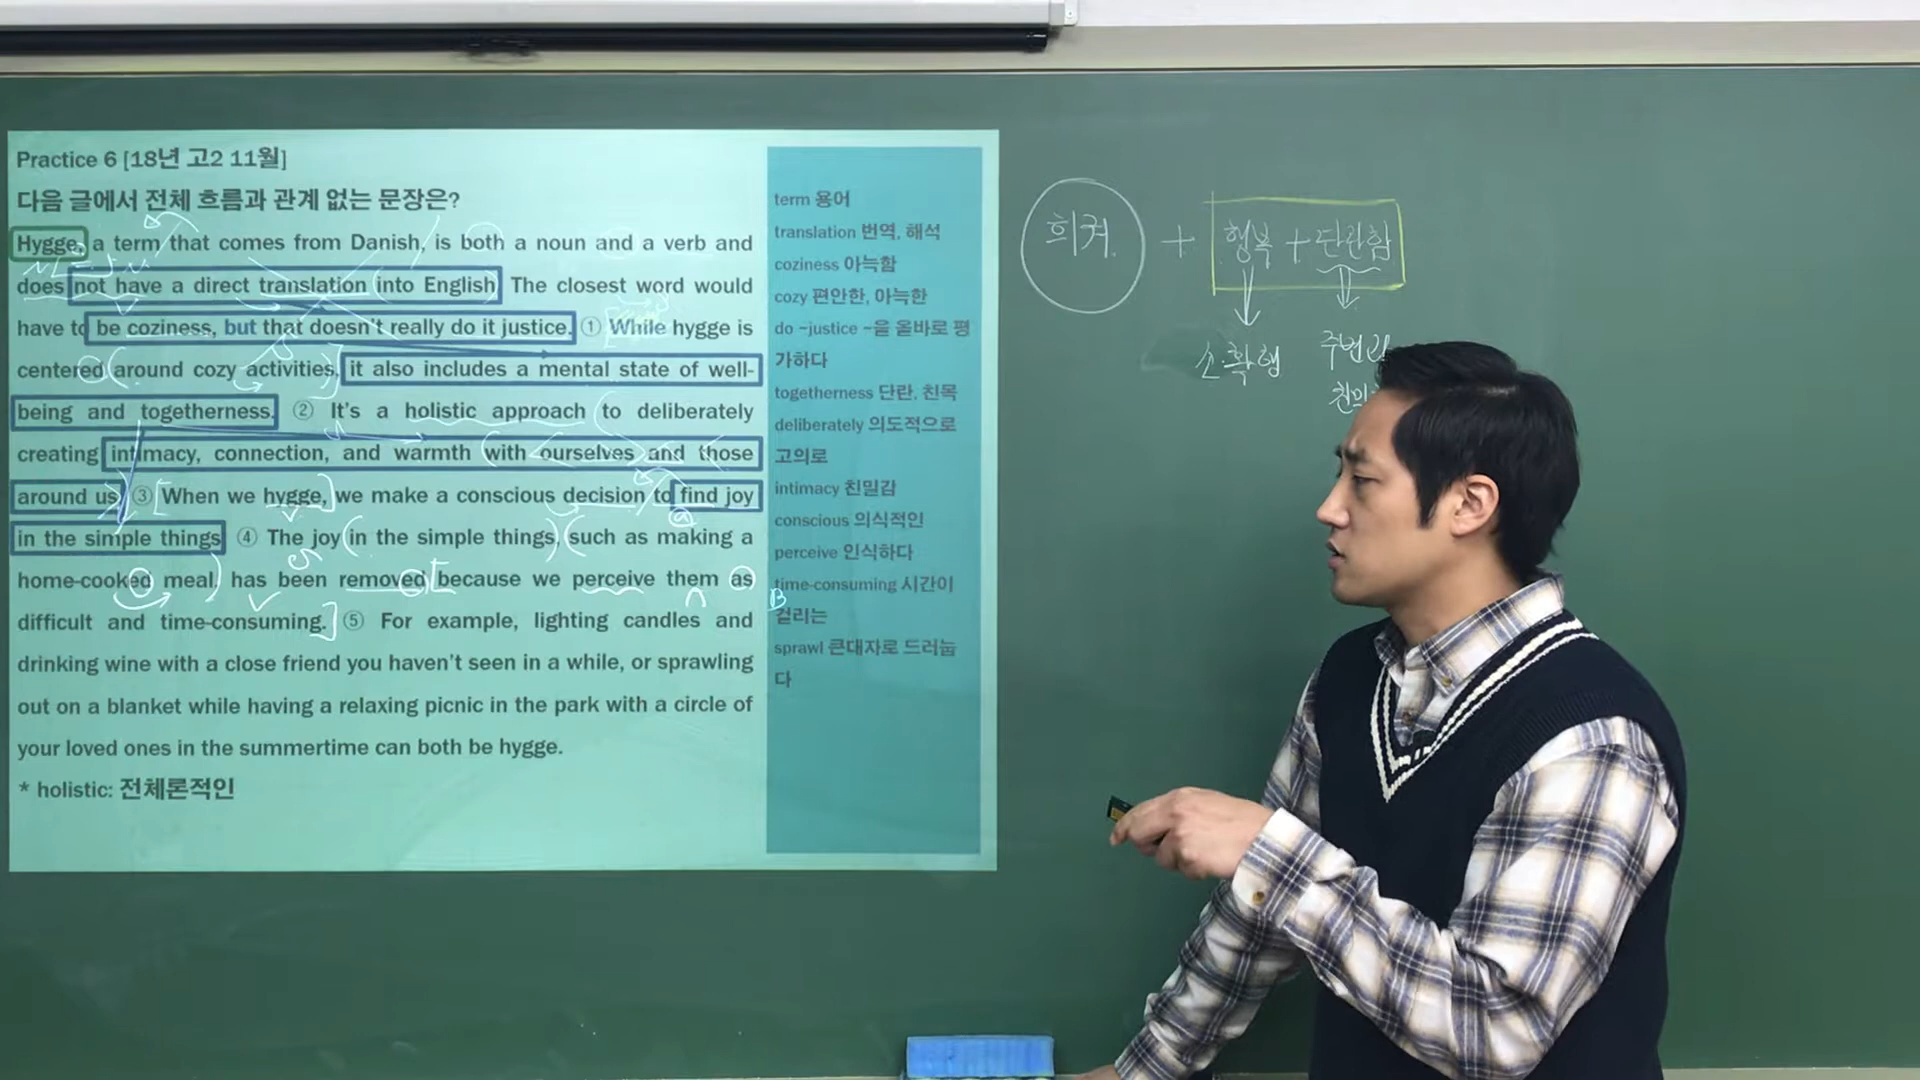 Practice 6 [18년 고2 11월]
다음 글에서 전체 흐름과 관계 없는 문장은?
Hygge, a term that comes from Danish, is both a noun and a verb and
does not have a direct translation into English. The closest word would
have to be coziness, but that doesn't really do it justice. ① While hygge is
centered around cozy activities, it also includes a mental state of well-
being and togetherness. ② It's a holistic approach to deliberately
creating intimacy, connection, and warmth with ourselves and those
around us. ③ When we hygge, we make a conscious decision to find joy
in the simple things. ④ The joy in the simple things, such as making a
home-cooked meal, has been removed because we perceive them as
difficult and time-consuming. ⑤ For example, lighting candles and
drinking wine with a close friend you haven't seen in a while, or sprawling
out on a blanket while having a relaxing picnic in the park with a circle of
your loved ones in the summertime can both be hygge.
* holistic: 전체론적인
term 용어
translation 번역, 해석
coziness 아늑함
cozy 편안한, 아늑한
do ~justice ~을 올바로 평
가하다
togetherness 단란, 친목
deliberately 의도적으로
고의로
intimacy 친밀감
conscious 의식적인
perceive 인식하다
time-consuming 시간이
걸리는
sprawl 큰대자로 드러눕
다
A B
희겨 + 행복 + 단란함
소.확행